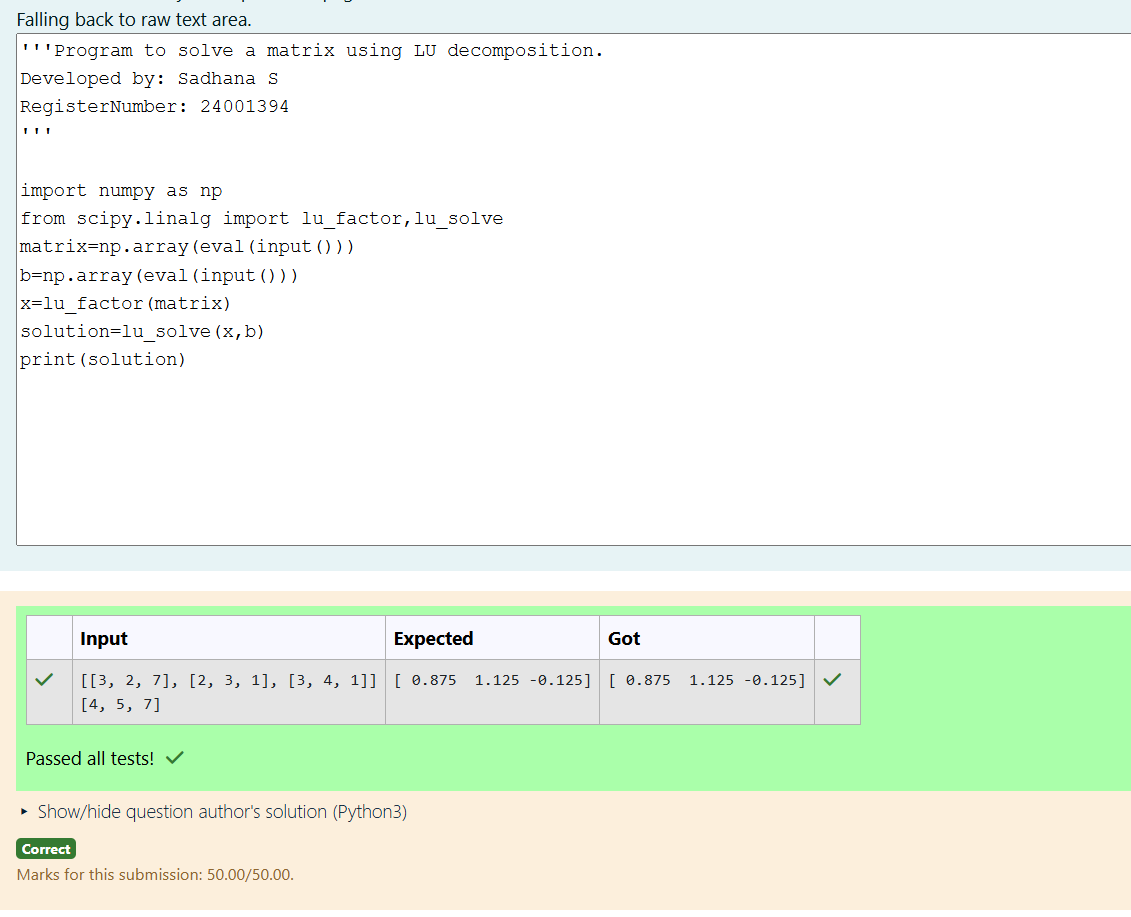 Falling back to raw text area.
'''Program to solve a matrix using LU decomposition.
Developed by: Sadhana S
RegisterNumber: 24001394
'''
import numpy as np
from scipy.linalg import lu_factor,lu_solve
matrix=np.array(eval(input()))
b=np.array(eval(input()))
x=lu_factor(matrix)
solution=lu_solve(x,b)
print(solution)
Input Expected Got
[[3, 2, 7], [2, 3, 1], [3, 4, 1]] [ 0.875  1.125 -0.125] [ 0.875  1.125 -0.125]
[4, 5, 7]
Passed all tests!
Show/hide question author's solution (Python3)
Correct
Marks for this submission: 50.00/50.00.